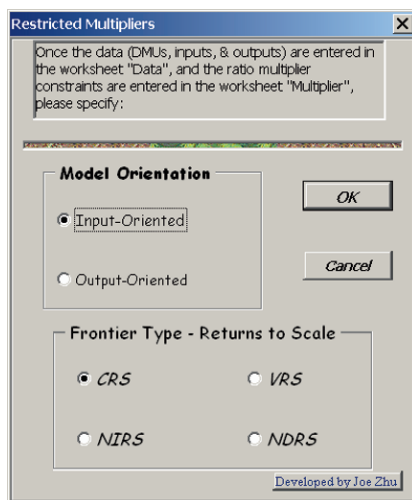 Restricted Multipliers
Once the data (DMUs, inputs, & outputs) are entered in
the worksheet "Data", and the ratio multiplier
constraints are entered in the worksheet "Multiplier",
please specify:
Model Orientation
Input-Oriented
Output-Oriented
OK
Cancel
Frontier Type - Returns to Scale
CRS VRS
NIRS NDRS
Developed by Joe Zhu